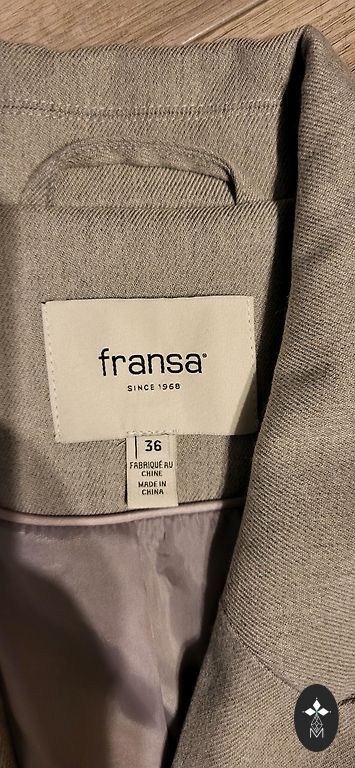 fransa®
SINCE 1968
36
FABRIQUÉ AU
CHINE
MADE IN
CHINA
M